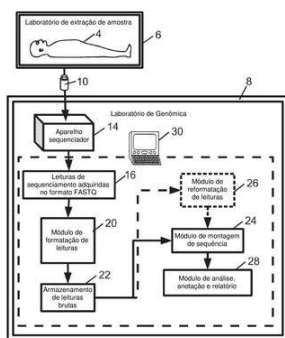 Laboratório de extração de amostra
4
6
10
8
Laboratório de Genômica
Aparelho
sequenciador
14
30
Leituras de
sequenciamento adquiridas
no formato FASTQ
16
Módulo de
reformatação
de leituras
26
Módulo de
formatação de
leituras
20
Módulo de montagem
de sequência
24
Módulo de análise,
anotação e relatório
28
22
Armazenamento
de leituras
brutas